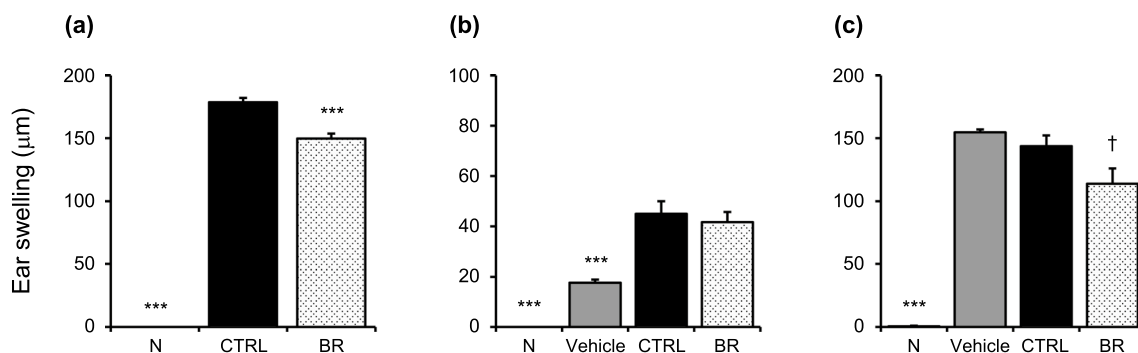 (a)
(b)
(c)
Ear swelling (μm)
200
150
100
50
0
***
***
N
CTRL
BR
100
80
60
40
20
0
***
***
N
Vehicle
CTRL
BR
200
150
100
50
0
***
†
N
Vehicle
CTRL
BR